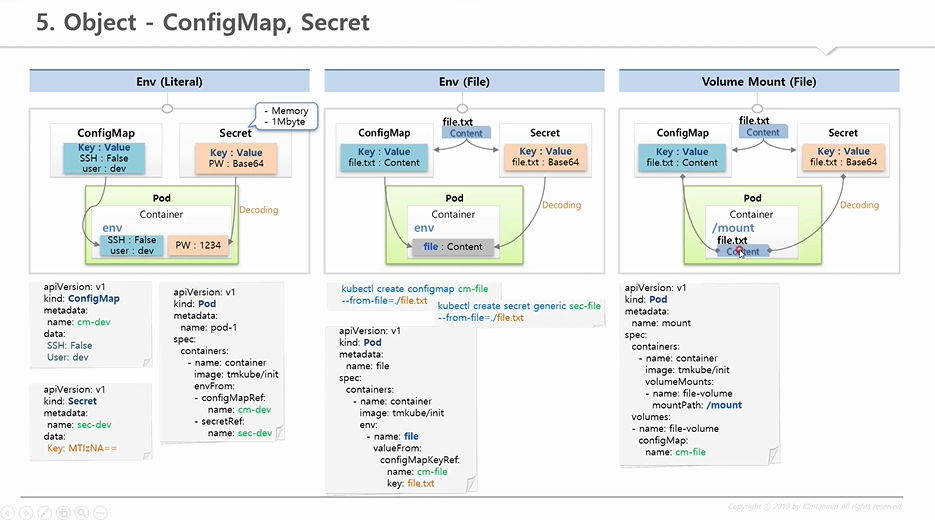 5. Object - ConfigMap, Secret
Env (Literal)
- Memory
- 1Mbyte
ConfigMap
Key : Value
SSH : False
user : dev
Secret
Key : Value
PW : Base64
Pod
Container
env
SSH : False
user : dev
PW : 1234
Decoding
apiVersion: v1
kind: ConfigMap
metadata:
name: cm-dev
data:
SSH: False
User: dev
apiVersion: v1
kind: Secret
metadata:
name: sec-dev
data:
Key: MTIzNA==
apiVersion: v1
kind: Pod
metadata:
name: pod-1
spec:
containers:
- name: container
image: tmkube/init
envFrom:
- configMapRef:
name: cm-dev
- secretRef:
name: sec-dev
Env (File)
file.txt
Content
ConfigMap
Key : Value
file.txt : Content
Secret
Key : Value
file.txt : Base64
Pod
Container
env
file : Content
Decoding
kubectl create configmap cm-file
--from-file=./file.txt
kubectl create secret generic sec-file
--from-file=./file.txt
apiVersion: v1
kind: Pod
metadata:
name: file
spec:
containers:
- name: container
image: tmkube/init
env:
- name: file
valueFrom:
configMapKeyRef:
name: cm-file
key: file.txt
Volume Mount (File)
file.txt
Content
ConfigMap
Key : Value
file.txt : Content
Secret
Key : Value
file.txt : Base64
Pod
Container
/mount
file.txt
Content
Decoding
apiVersion: v1
kind: Pod
metadata:
name: mount
spec:
containers:
- name: container
image: tmkube/init
volumeMounts:
- name: file-volume
mountPath: /mount
volumes:
- name: file-volume
configMap:
name: cm-file
Copyright ⓒ 2019 by Kimtaemin All rights reserved.